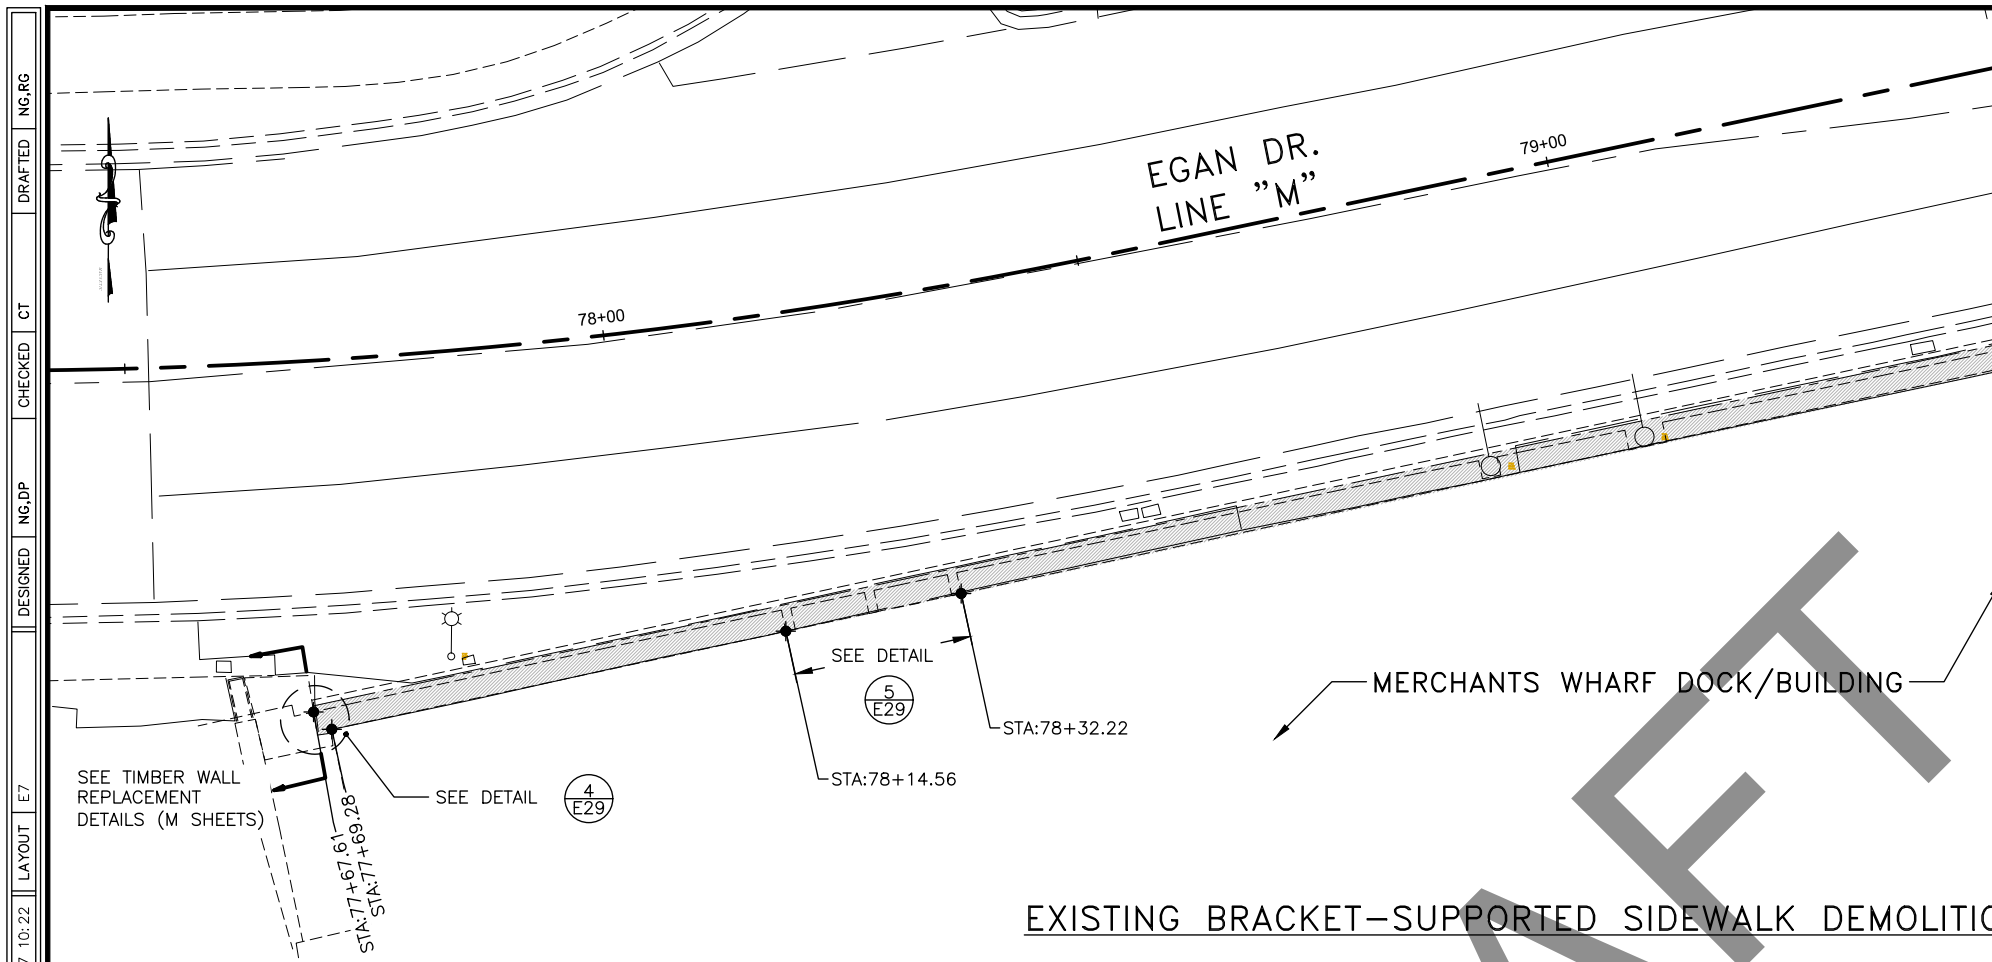 DRAFTED NG,RG
CHECKED CT
DESIGNED NG,DP
LAYOUT E7
7 10:22
EGAN DR.
LINE "M"
79+00
78+00
SEE DETAIL
5
E29
STA:78+32.22
STA:78+14.56
MERCHANTS WHARF DOCK/BUILDING
SEE TIMBER WALL
REPLACEMENT
DETAILS (M SHEETS)
SEE DETAIL
4
E29
STA:77+67.61
STA:77+69.28
EXISTING BRACKET-SUPPORTED SIDEWALK DEMOLITIO
AFT